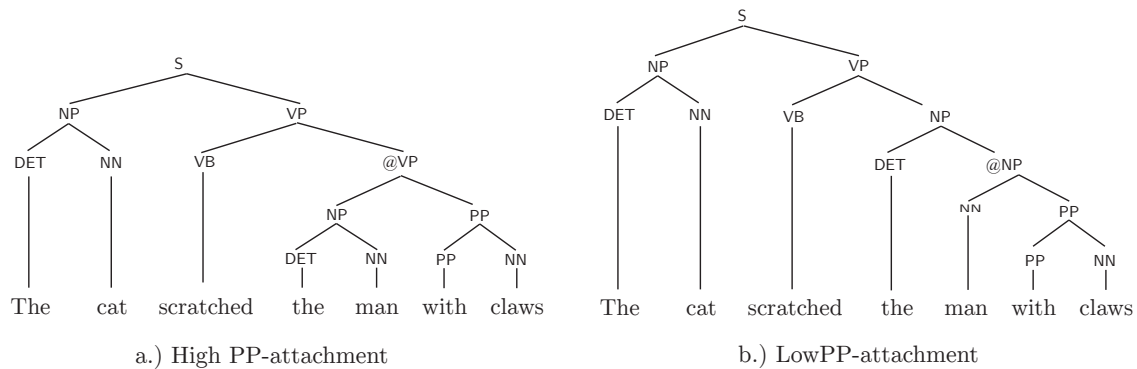 S
NP VP
DET NN VB @VP
NP PP
DET NN PP NN
The cat scratched the man with claws
a.) High PP-attachment
S
NP VP
DET NN VB NP
DET @NP
NN PP
PP NN
The cat scratched the man with claws
b.) LowPP-attachment